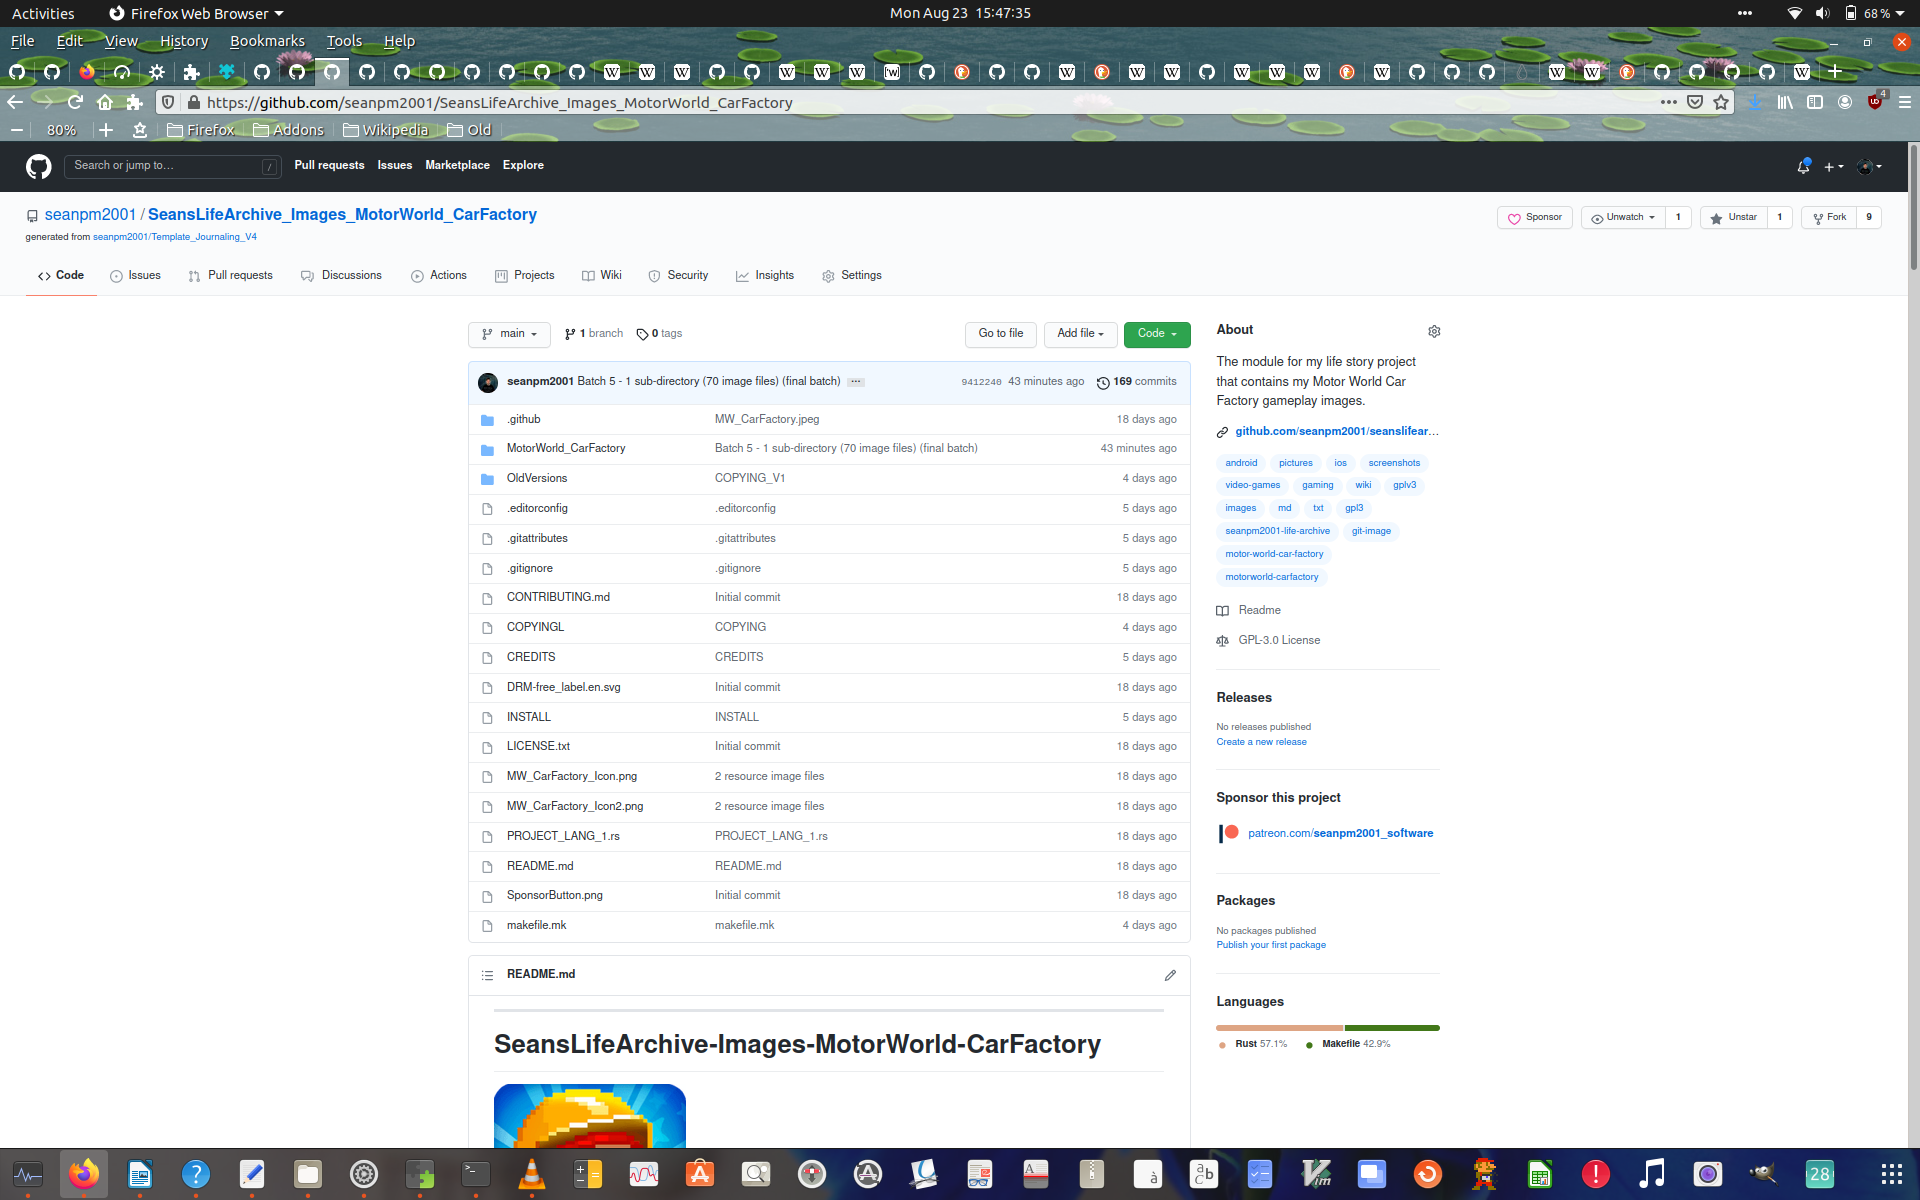 Activities Firefox Web Browser Mon Aug 23 15:47:35 68 %
File Edit View History Bookmarks Tools Help
https://github.com/seanpm2001/SeansLifeArchive_Images_MotorWorld_CarFactory 4
80% Firefox Addons Wikipedia Old
Search or jump to… / Pull requests Issues Marketplace Explore
seanpm2001 / SeansLifeArchive_Images_MotorWorld_CarFactory Sponsor Unwatch 1 Unstar 1 Fork 9
generated from seanpm2001/Template_Journaling_V4
Code Issues Pull requests Discussions Actions Projects Wiki Security Insights Settings
main 1 branch 0 tags Go to file Add file Code
seanpm2001 Batch 5 - 1 sub-directory (70 image files) (final batch) ... 9412240 43 minutes ago 169 commits
.github MW_CarFactory.jpeg 18 days ago
MotorWorld_CarFactory Batch 5 - 1 sub-directory (70 image files) (final batch) 43 minutes ago
OldVersions COPYING_V1 4 days ago
.editorconfig .editorconfig 5 days ago
.gitattributes .gitattributes 5 days ago
.gitignore .gitignore 5 days ago
CONTRIBUTING.md Initial commit 18 days ago
COPYINGL COPYING 4 days ago
CREDITS CREDITS 5 days ago
DRM-free_label.en.svg Initial commit 18 days ago
INSTALL INSTALL 5 days ago
LICENSE.txt Initial commit 18 days ago
MW_CarFactory_Icon.png 2 resource image files 18 days ago
MW_CarFactory_Icon2.png 2 resource image files 18 days ago
PROJECT_LANG_1.rs PROJECT_LANG_1.rs 18 days ago
README.md README.md 18 days ago
SponsorButton.png Initial commit 18 days ago
makefile.mk makefile.mk 4 days ago
README.md
SeansLifeArchive-Images-MotorWorld-CarFactory
About
The module for my life story project
that contains my Motor World Car
Factory gameplay images.
github.com/seanpm2001/seanslifear...
android pictures ios screenshots
video-games gaming wiki gplv3
images md txt gpl3
seanpm2001-life-archive git-image
motor-world-car-factory
motorworld-carfactory
Readme
GPL-3.0 License
Releases
No releases published
Create a new release
Sponsor this project
patreon.com/seanpm2001_software
Packages
No packages published
Publish your first package
Languages
Rust 57.1% Makefile 42.9%
28